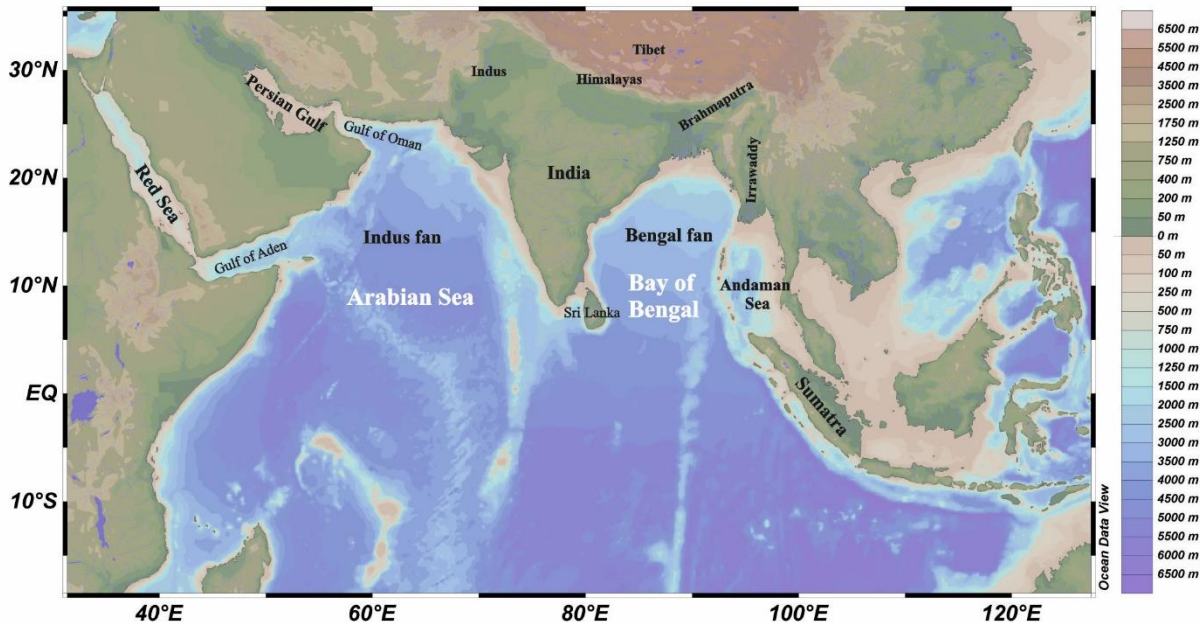 Tibet
Indus
Himalayas
30°N
Persian Gulf
Brahmaputra
Gulf of Oman
Irrawaddy
India
20°N
Red Sea
Indus fan
Bengal fan
Gulf of Aden
10°N
Arabian Sea
Bay of
Bengal
Andaman
Sea
Sri Lanka
EQ
Sumatra
10°S
40°E
60°E
80°E
100°E
120°E
Ocean Data View
6500 m
5500 m
4500 m
3500 m
2500 m
1750 m
1250 m
750 m
400 m
200 m
50 m
0 m
50 m
100 m
250 m
500 m
750 m
1000 m
1250 m
1500 m
2000 m
2500 m
3000 m
3500 m
4000 m
4500 m
5000 m
5500 m
6000 m
6500 m